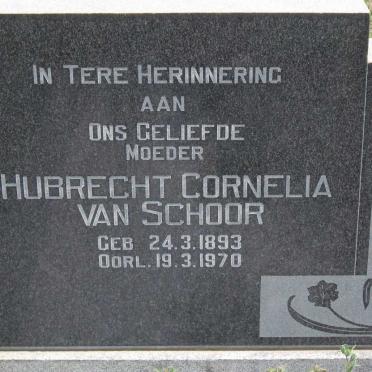 In Tere Herinnering
aan
Ons Geliefde
Moeder
Hubrecht Cornelia
van Schoor
Geb. 24.3.1893
Oorl. 19.3.1970